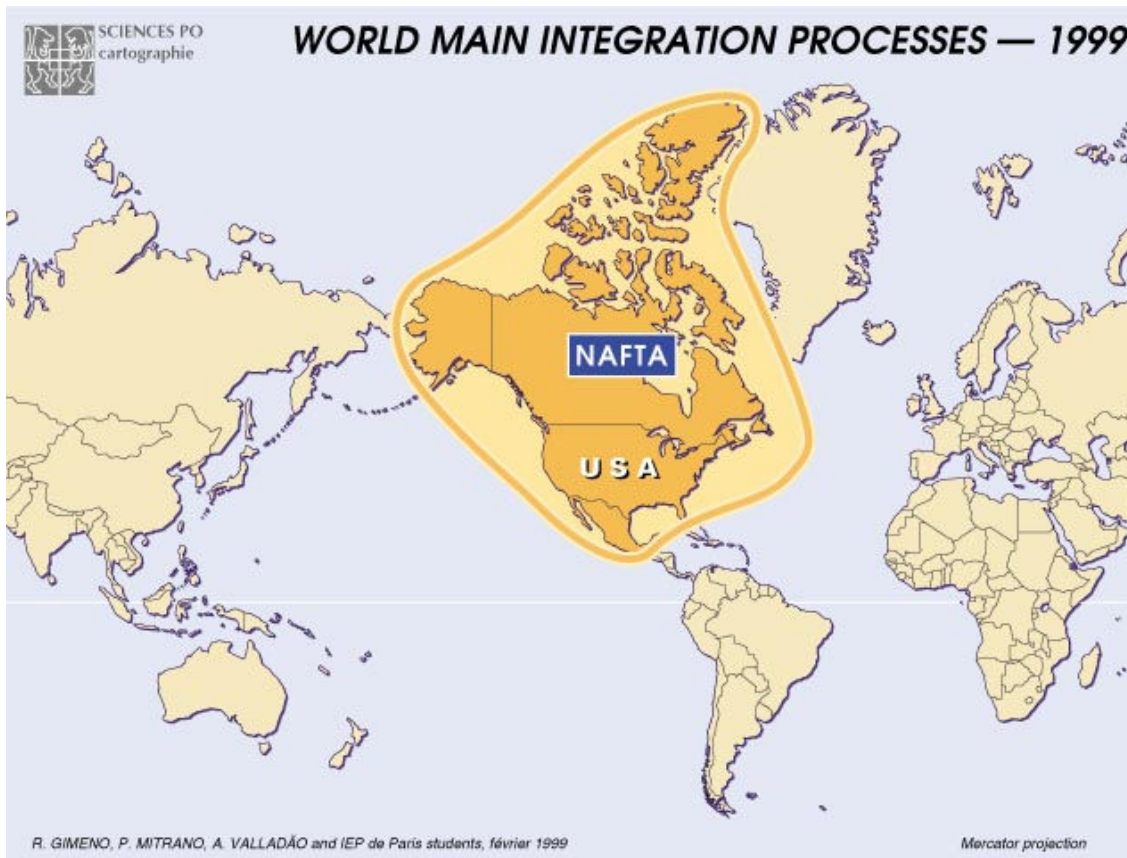 SCIENCES PO
cartographie
WORLD MAIN INTEGRATION PROCESSES — 1999
NAFTA
USA
R. GIMENO, P. MITRANO, A. VALLADÃO and IEP de Paris students, février 1999
Mercator projection